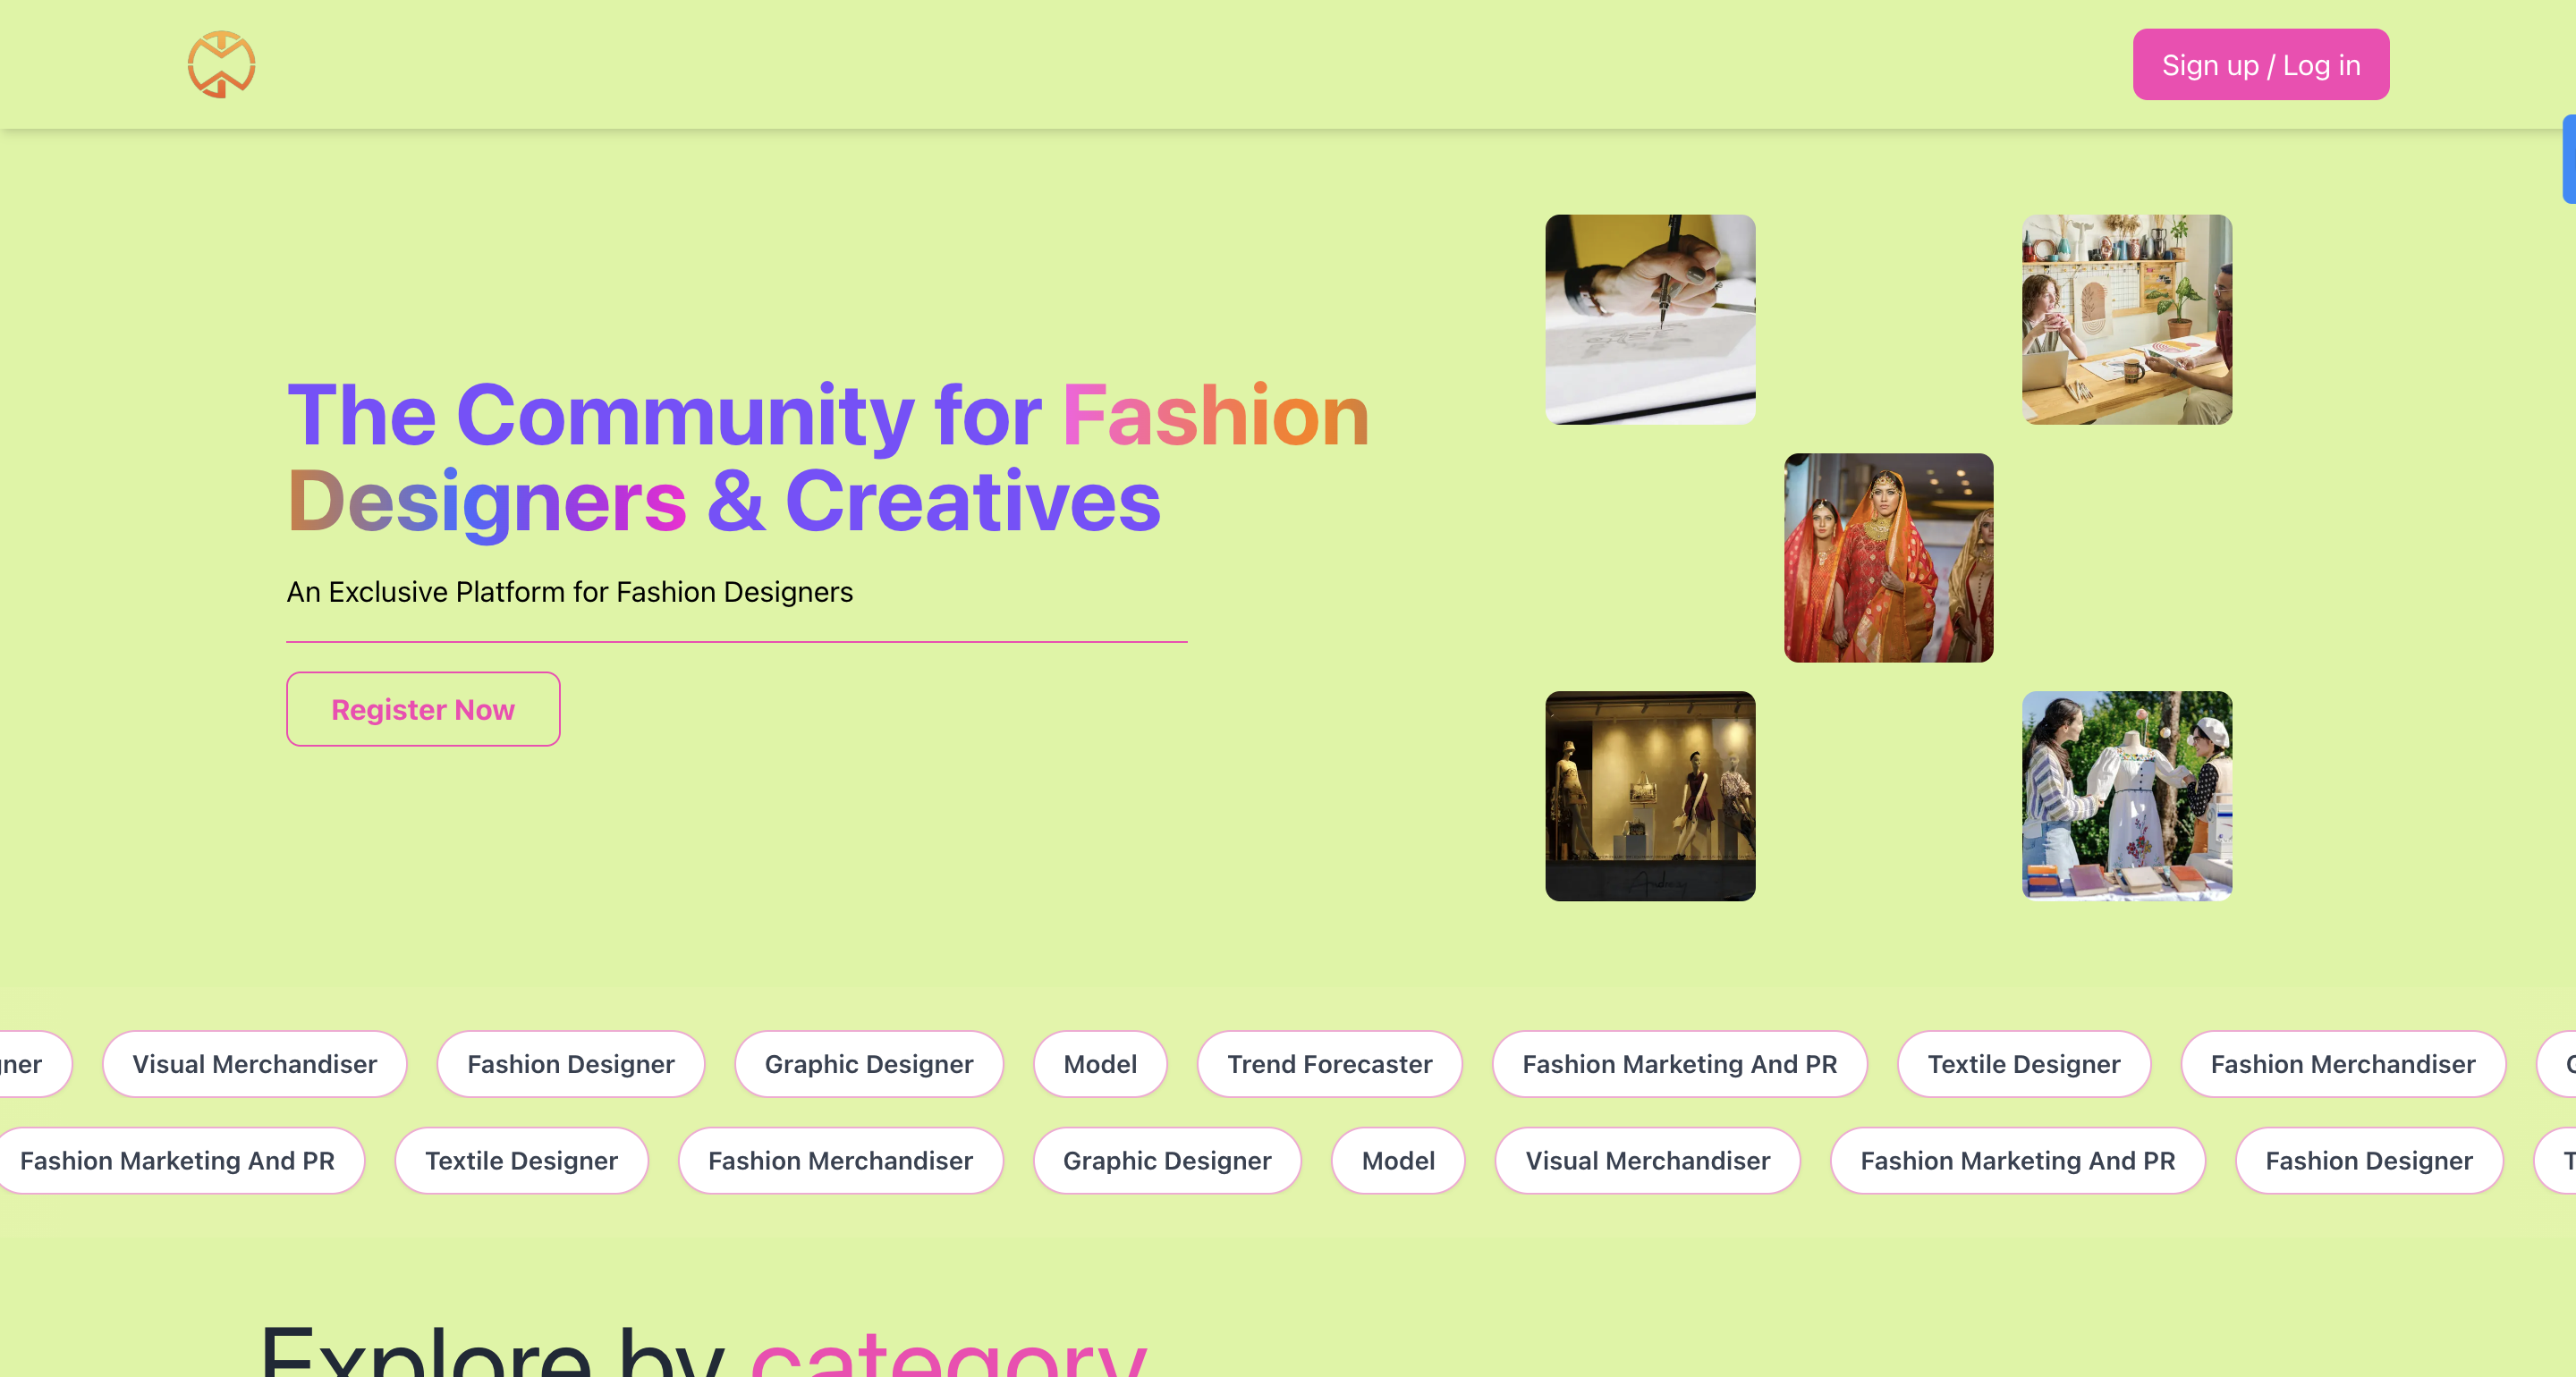 Sign up / Log in
The Community for Fashion
Designers & Creatives
An Exclusive Platform for Fashion Designers
Register Now
Visual Merchandiser
Fashion Designer
Graphic Designer
Model
Trend Forecaster
Fashion Marketing And PR
Textile Designer
Fashion Merchandiser
Fashion Marketing And PR
Textile Designer
Fashion Merchandiser
Graphic Designer
Model
Visual Merchandiser
Fashion Marketing And PR
Fashion Designer
Explore by category